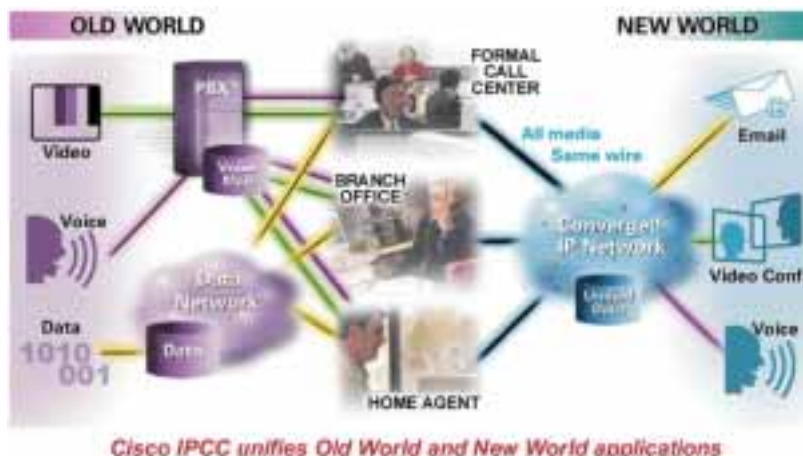 OLD WORLD
NEW WORLD
FORMAL
CALL
CENTER
PBX
Video
All media
Same wire
Email
BRANCH
OFFICE
Voice
Converged
IP Network
Video Conf
Data
Network
Data
1010
001
Data
Voice
HOME AGENT
Cisco IPCC unifies Old World and New World applications